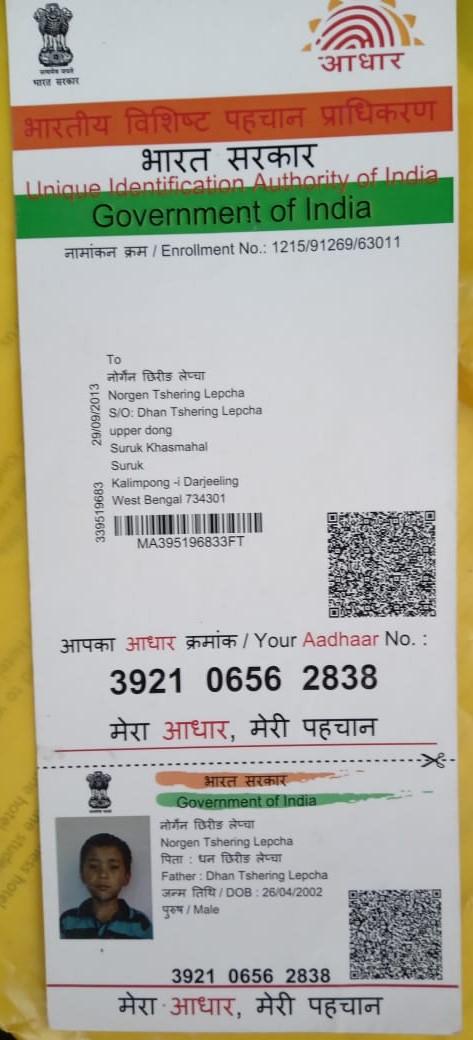 सत्यमेव जयते
भारत सरकार
आधार
भारतीय विशिष्ट पहचान प्राधिकरण
भारत सरकार
Unique Identification Authority of India
Government of India
नामांकन क्रम / Enrollment No.: 1215/91269/63011
To
नोर्गेन छिरीङ लेप्चा
Norgen Tshering Lepcha
S/O: Dhan Tshering Lepcha
upper dong
Suruk Khasmahal
Suruk
Kalimpong -i Darjeeling
West Bengal 734301
29/09/2013
339519683
MA395196833FT
आपका आधार क्रमांक / Your Aadhaar No. :
3921 0656 2838
मेरा आधार, मेरी पहचान
भारत सरकार
Government of India
नोर्गेन छिरीङ लेप्चा
Norgen Tshering Lepcha
पिता : धन छिरीङ लेप्चा
Father : Dhan Tshering Lepcha
जन्म तिथि / DOB : 26/04/2002
पुरुष / Male
3921 0656 2838
मेरा आधार, मेरी पहचान